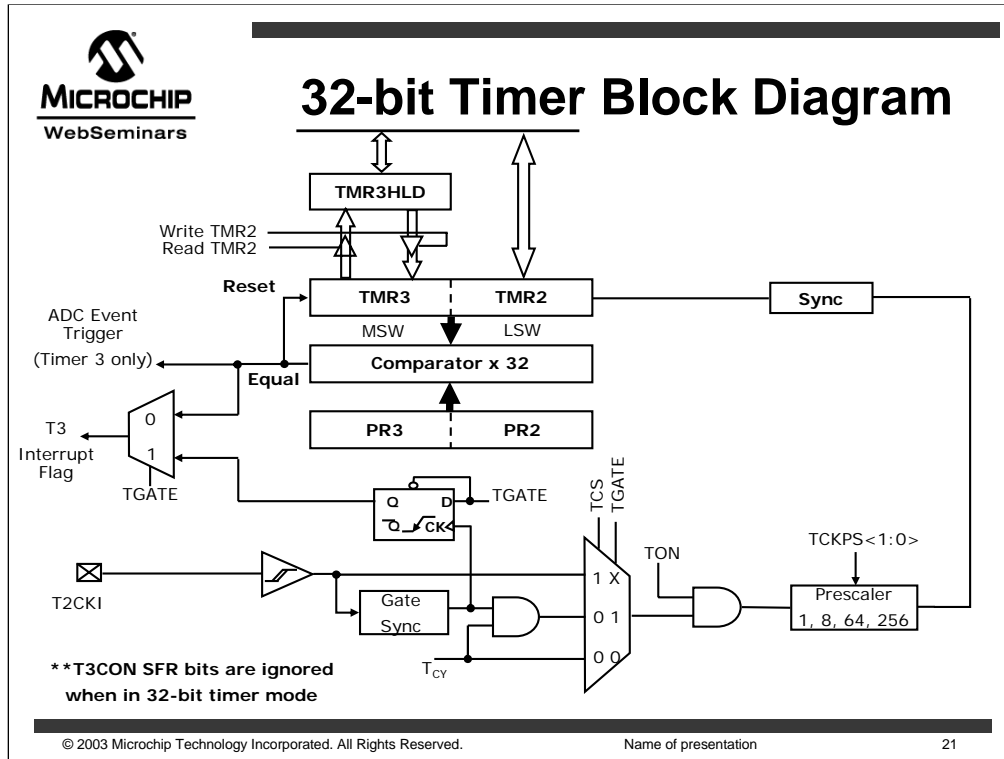 MICROCHIP
WebSeminars
32-bit Timer Block Diagram
TMR3HLD
Write TMR2
Read TMR2
Reset
TMR3
TMR2
Sync
MSW
LSW
ADC Event
Trigger
(Timer 3 only)
Equal
Comparator x 32
PR3
PR2
0
1
T3
Interrupt
Flag
TGATE
Q
D
Q
CK
TGATE
TCS
TGATE
TON
TCKPS<1:0>
T2CKI
1 X
0 1
0 0
Gate
Sync
Prescaler
1, 8, 64, 256
TCY
**T3CON SFR bits are ignored
when in 32-bit timer mode
© 2003 Microchip Technology Incorporated. All Rights Reserved.
Name of presentation
21